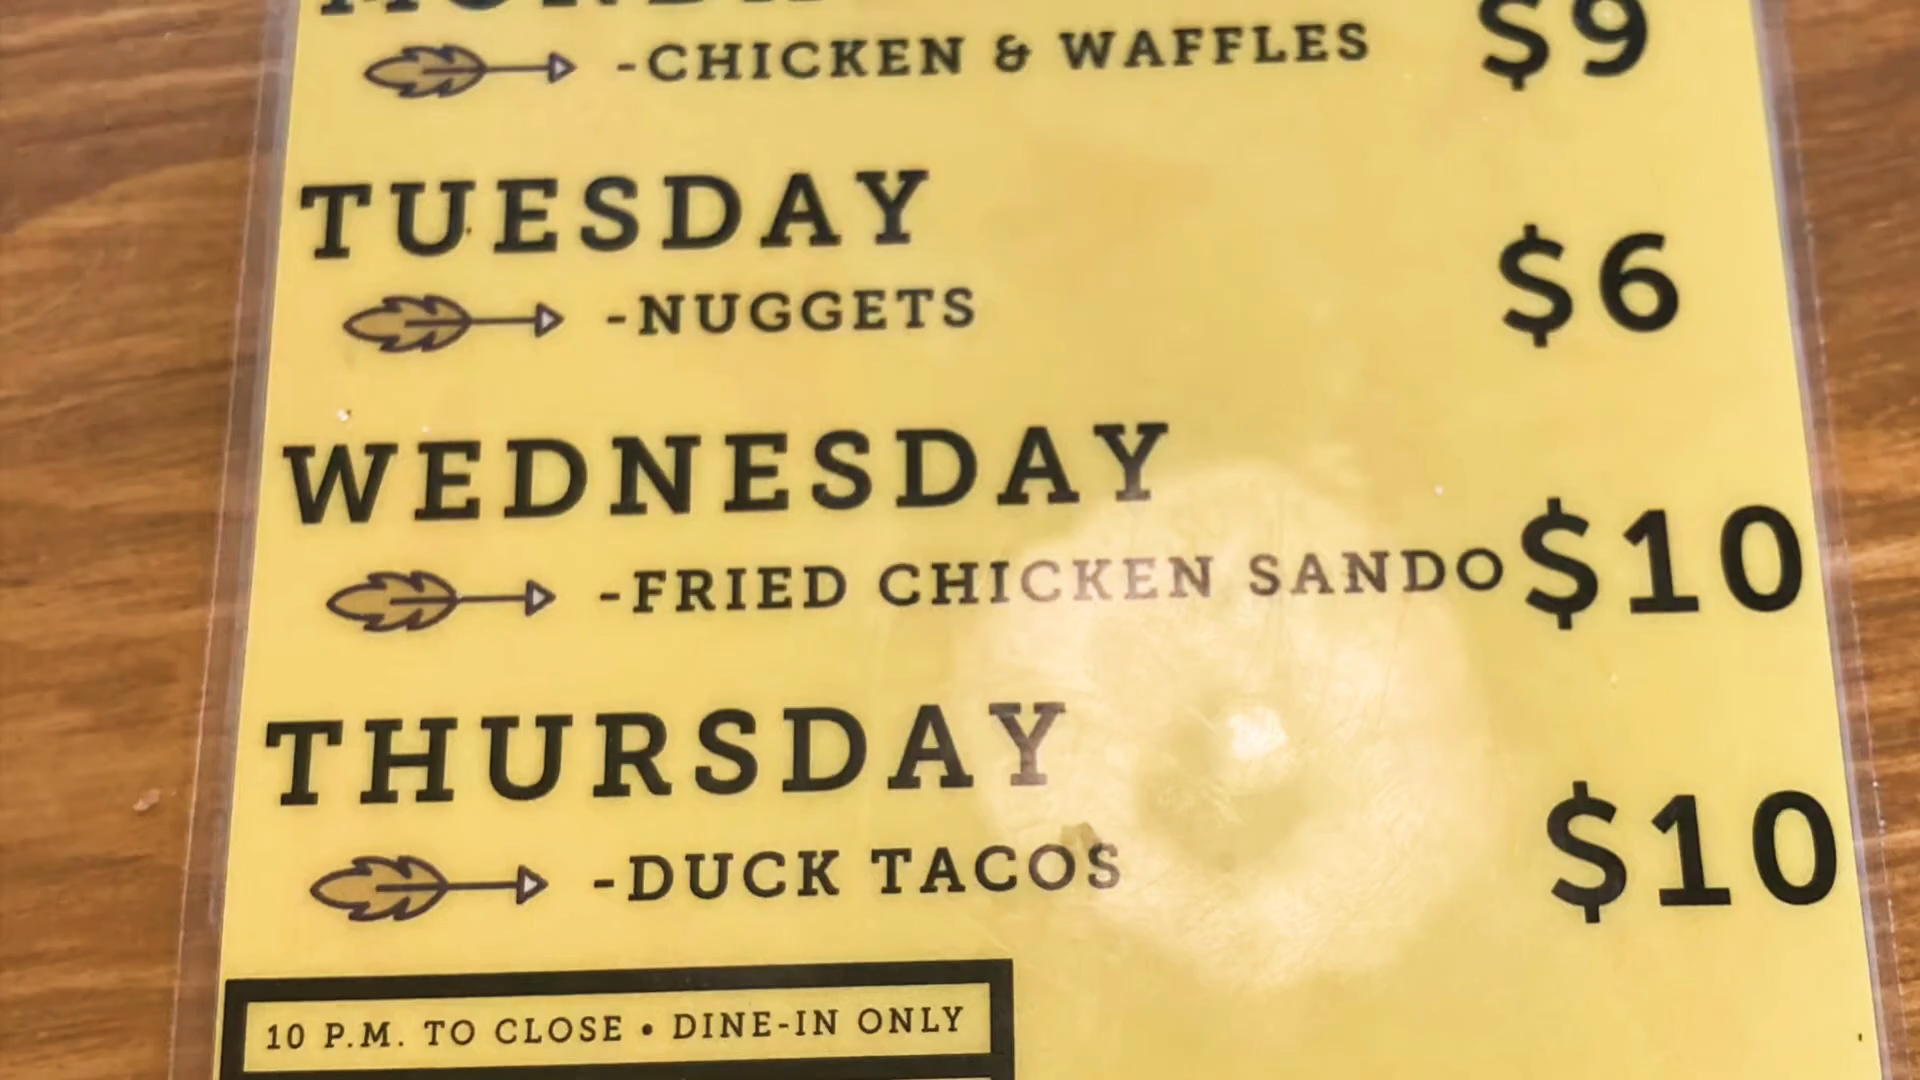 MONDAY
-CHICKEN & WAFFLES $9
TUESDAY
-NUGGETS $6
WEDNESDAY
-FRIED CHICKEN SANDO $10
THURSDAY
-DUCK TACOS $10
10 P.M. TO CLOSE • DINE-IN ONLY